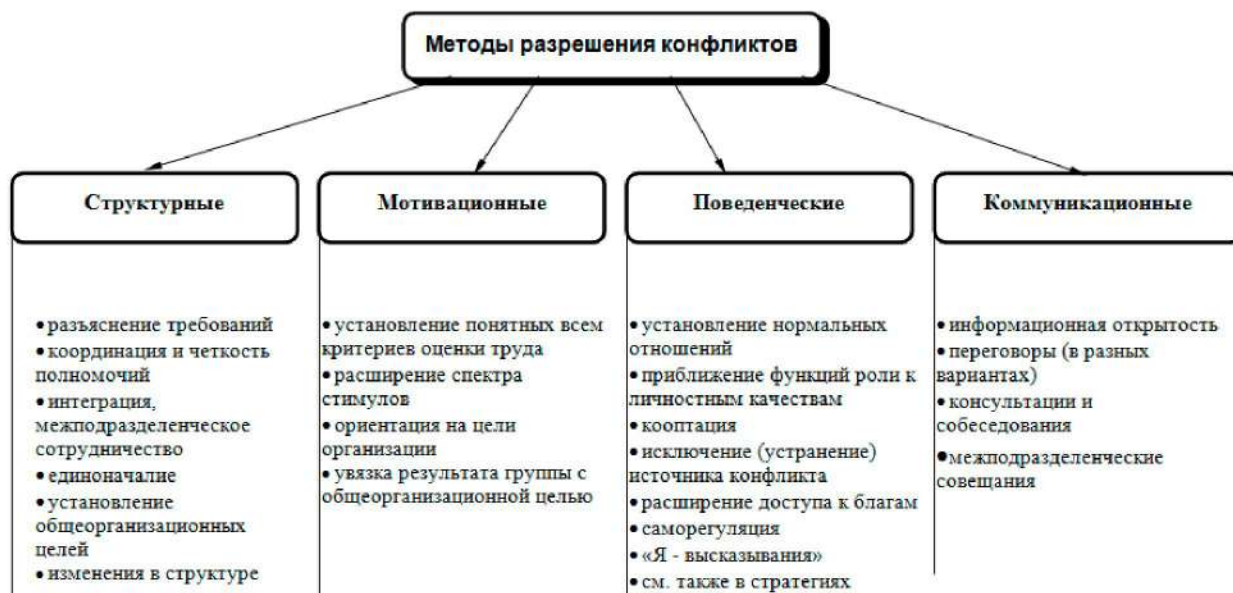 Методы разрешения конфликтов
Структурные
• разъяснение требований
• координация и четкость
полномочий
• интеграция,
межподразделенческое
сотрудничество
• единоначалие
• установление
общеорганизационных
целей
• изменения в структуре
Мотивационные
• установление понятных всем
критериев оценки труда
• расширение спектра
стимулов
• ориентация на цели
организации
• увязка результата группы с
общеорганизационной целью
Поведенческие
• установление нормальных
отношений
• приближение функций роли к
личностным качествам
• кооптация
• исключение (устранение)
источника конфликта
• расширение доступа к благам
• саморегуляция
• «Я - высказывания»
• см. также в стратегиях
Коммуникационные
• информационная открытость
• переговоры (в разных
вариантах)
• консультации и
собеседования
• межподразделенческие
совещания